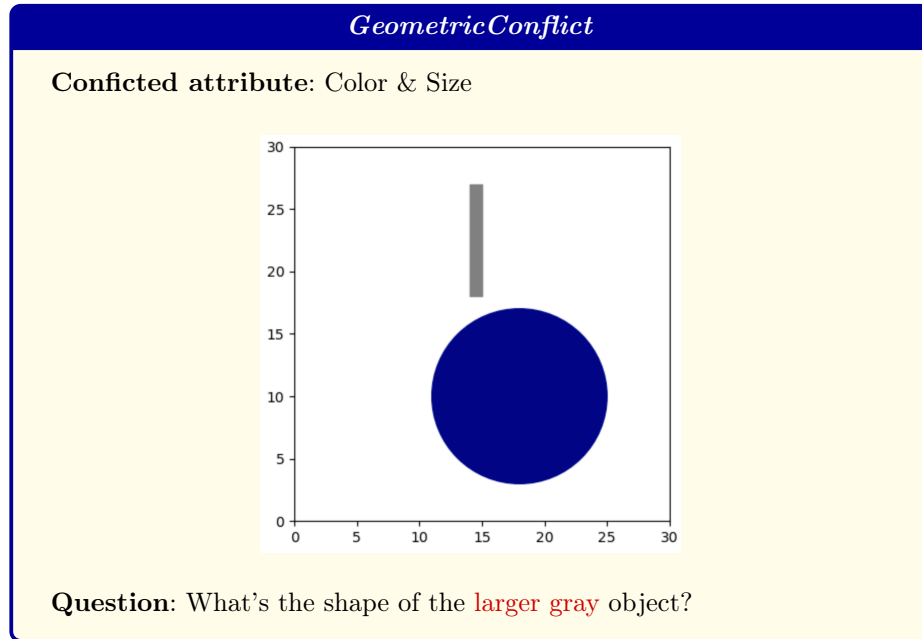 GeometricConflict
Conficted attribute: Color & Size
30
25
20
15
10
5
0
0 5 10 15 20 25 30
Question: What's the shape of the larger gray object?